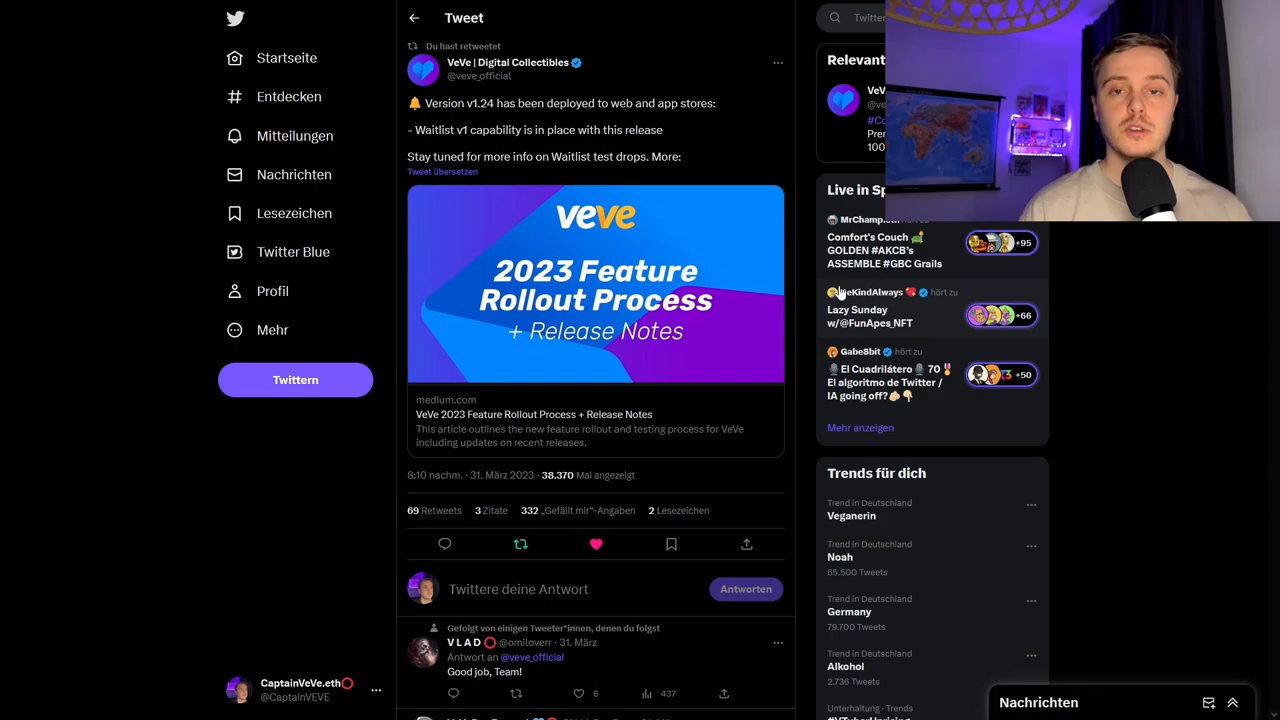 Startseite
Entdecken
Mitteilungen
Nachrichten
Lesezeichen
Twitter Blue
Profil
Mehr
Twittern
CaptainVeVe.eth⭕
@CaptainVEVE
Tweet
Du hast retweetet
VeVe | Digital Collectibles
@veve_official
🔔 Version v1.24 has been deployed to web and app stores:
- Waitlist v1 capability is in place with this release
Stay tuned for more info on Waitlist test drops. More:
Tweet übersetzen
veve
2023 Feature
Rollout Process
+ Release Notes
medium.com
VeVe 2023 Feature Rollout Process + Release Notes
This article outlines the new feature rollout and testing process for VeVe
including updates on recent releases.
8:10 nachm. · 31. März 2023 · 38.370 Mal angezeigt
69 Retweets 3 Zitate 332 „Gefällt mir“-Angaben 2 Lesezeichen
Twittere deine Antwort
Antworten
Gefolgt von einigen Tweeter*innen, denen du folgst
V L A D ⭕ @omiloverr · 31. März
Antwort an @veve_official
Good job, Team!
6
437
Live in
Comfort's Couch
+95
GOLDEN #AKCB's
ASSEMBLE #GBC Grails
hört zu
Lazy Sunday
+66
w/@FunApes_NFT
GabeSbit hört zu
🎙️El Cuadrilátero🎙️ 70 🎖️
+50
El algoritmo de Twitter /
IA going off?
Mehr anzeigen
Trends für dich
Trend in Deutschland
Veganerin
Trend in Deutschland
Noah
65.500 Tweets
Trend in Deutschland
Germany
79.700 Tweets
Trend in Deutschland
Alkohol
2.736 Tweets
Unterhaltung · Trends
Nachrichten